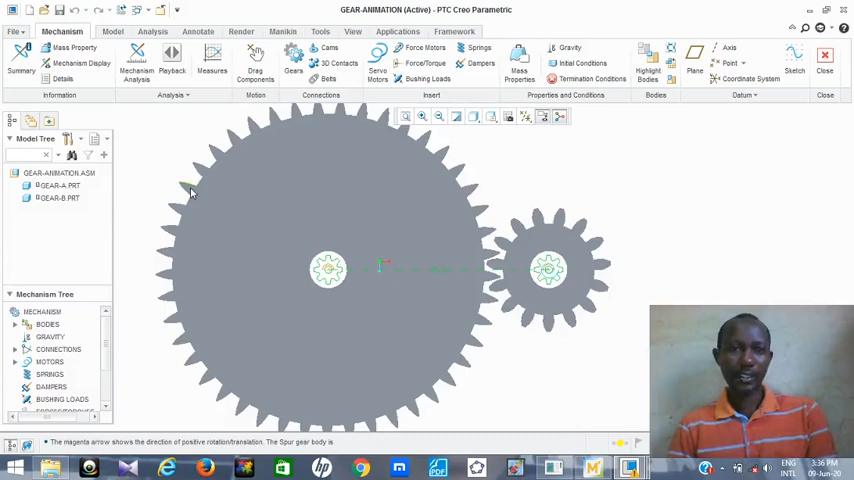 GEAR-ANIMATION (Active) - PTC Creo Parametric
File Mechanism Model Analysis Annotate Render Manikin Tools View Applications Framework
Summary
Mass Property
Mechanism Display
Details
Information
Mechanism Analysis
Playback
Measures
Analysis
Drag Components
Motion
Gears
Cams
3D Contacts
Belts
Connections
Servo Motors
Force Motors
Force/Torque
Bushing Loads
Springs
Dampers
Insert
Mass Properties
Gravity
Initial Conditions
Termination Conditions
Properties and Conditions
Highlight Bodies
Bodies
Plane
Axis
Point
Coordinate System
Sketch
Datum
Close
Close
Model Tree
GEAR-ANIMATION.ASM
GEAR-A.PRT
GEAR-B.PRT
Mechanism Tree
MECHANISM
BODIES
GRAVITY
CONNECTIONS
MOTORS
SPRINGS
DAMPERS
BUSHING LOADS
The magenta arrow shows the direction of positive rotation/translation. The Spur gear body is
ENG
INTL
3:36 PM
09-Jun-20